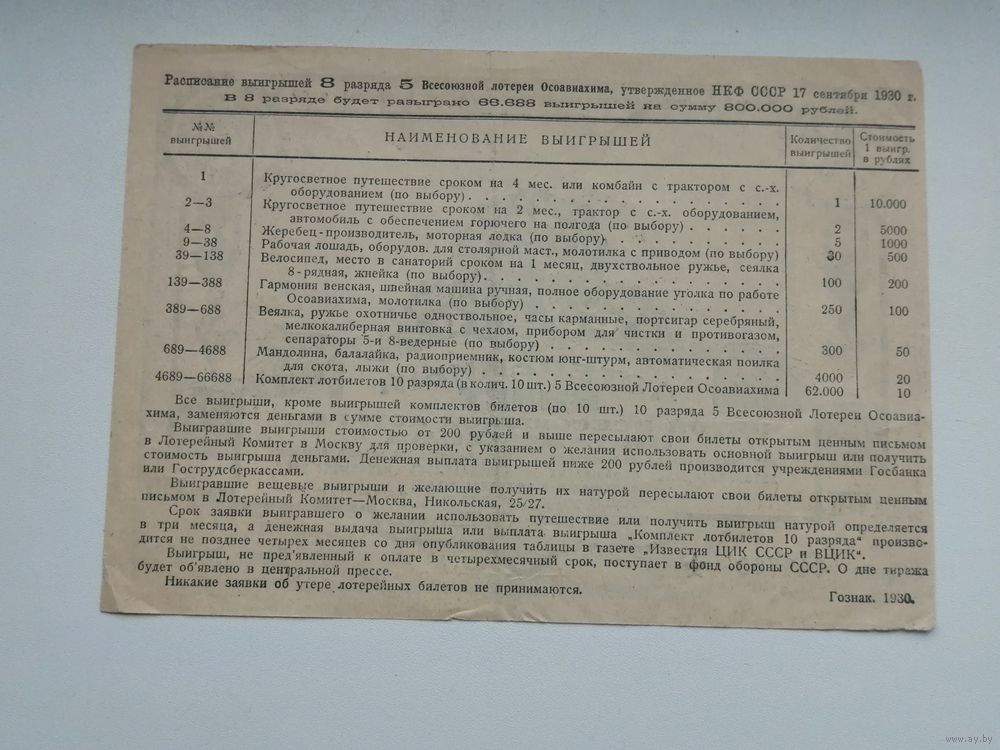 Расписание выигрышей 8 разряда 5 Всесоюзной лотереи Осоавиахима, утвержденное НКФ СССР 17 сентября 1930 г.
В 8 разряде будет разыграно 66.688 выигрышей на сумму 800.000 рублей.
№№ выигрышей
НАИМЕНОВАНИЕ ВЫИГРЫШЕЙ
Количество выигрышей
Стоимость 1 выигр. в рублях
1 Кругосветное путешествие сроком на 4 мес. или комбайн с трактором с с.-х.
оборудованием (по выбору) 1 10.000
2—3 Кругосветное путешествие сроком на 2 мес., трактор с с.-х. оборудованием,
автомобиль с обеспечением горючего на полгода (по выбору) 2 5000
4—8 Жеребец-производитель, моторная лодка (по выбору) 5 1000
9—38 Рабочая лошадь, оборудов. для столярной маст., молотилка с приводом (по выбору) 30 500
39—138 Велосипед, место в санаторий сроком на 1 месяц, двухствольное ружье, сеялка
8-рядная, жнейка (по выбору) 100 200
139—388 Гармония венская, швейная машина ручная, полное оборудование уголка по работе
Осоавиахима, молотилка (по выбору) 250 100
389—688 Веялка, ружье охотничье одноствольное, часы карманные, портсигар серебряный,
мелкокалиберная винтовка с чехлом, прибором для чистки и противогазом,
сепараторы 5-и 8-ведерные (по выбору) 300 50
689—4688 Мандолина, балалайка, радиоприемник, костюм юнг-штурм, автоматическая поилка
для скота, лыжи (по выбору) 4000 20
4689—66688 Комплект лотбилетов 10 разряда (в колич. 10 шт.) 5 Всесоюзной Лотереи Осоавиахима 62.000 10
Все выигрыши, кроме выигрышей комплектов билетов (по 10 шт.) 10 разряда 5 Всесоюзной Лотереи Осоавиа-
хима, заменяются деньгами в сумме стоимости выигрыша.
Выигравшие выигрыши стоимостью от 200 рублей и выше пересылают свои билеты открытым ценным письмом
в Лотерейный Комитет в Москву для проверки, с указанием о желании использовать основной выигрыш или получить
стоимость выигрыша деньгами. Денежная выплата выигрышей ниже 200 рублей производится учреждениями Госбанка
или Гострудсберкассами.
Выигравшие вещевые выигрыши и желающие получить их натурой пересылают свои билеты открытым ценным
письмом в Лотерейный Комитет—Москва, Никольская, 25/27.
Срок заявки выигравшего о желании использовать путешествие или получить выигрыш натурой определяется
в три месяца, а денежная выдача выигрыша или выплата выигрыша „Комплект лотбилетов 10 разряда“ произво-
дится не позднее четырех месяцев со дня опубликования таблицы в газете „Известия ЦИК СССР и ВЦИК“.
Выигрыш, не пред'явленный к оплате в четырехмесячный срок, поступает в фонд обороны СССР. О дне тиража
будет об'явлено в центральной прессе.
Никакие заявки об утере лотерейных билетов не принимаются.
Гознак. 1930.
www.ay.by